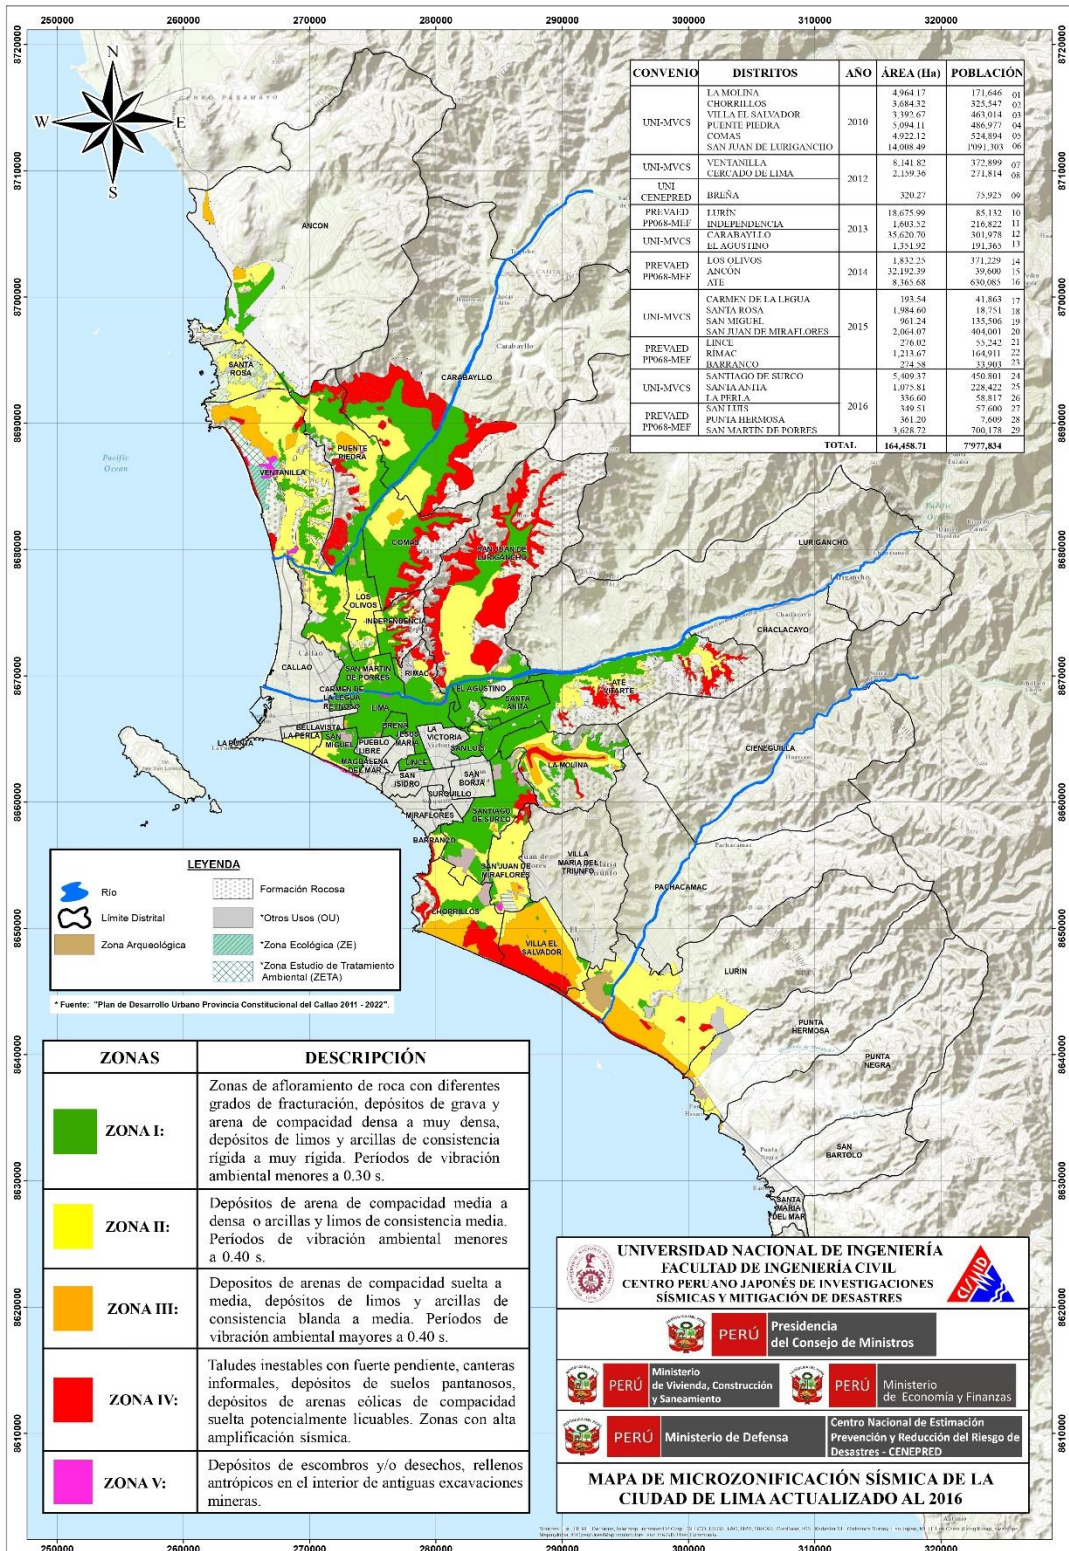 250000 260000 270000 280000 290000 300000 310000 320000
8720000
8710000
8700000
8690000
8680000
8670000
8660000
8650000
8640000
8630000
8620000
8610000
N
W E
S
CERRO PASAMAYO
CONVENIO DISTRITOS AÑO ÁREA (Ha) POBLACIÓN
UNI-MVCS 2010
LA MOLINA 4,964.17 171,646 01
CHORRILLOS 3,684.32 325,547 02
VILLA EL SALVADOR 3,392.67 463,014 03
PUENTE PIEDRA 5,094.11 486,977 04
COMAS 4,922.12 524,894 05
SAN JUAN DE LURIGANCHO 14,008.49 1'091,303 06
UNI-MVCS 2012
VENTANILLA 8,141.82 372,899 07
CERCADO DE LIMA 2,159.36 271,814 08
UNI
CENEPRED
BREÑA 320.27 75,925 09
PREVAED
PP068-MEF
2013
LURÍN 18,675.99 85,132 10
INDEPENDENCIA 1,603.52 216,822 11
UNI-MVCS
CARABAYLLO 35,620.70 301,978 12
EL AGUSTINO 1,351.92 191,365 13
PREVAED
PP068-MEF
2014
LOS OLIVOS 1,832.25 371,229 14
ANCÓN 32,192.39 39,600 15
ATE 8,365.68 630,085 16
UNI-MVCS 2015
CARMEN DE LA LEGUA 193.54 41,863 17
SANTA ROSA 1,984.60 18,751 18
SAN MIGUEL 961.24 135,506 19
SAN JUAN DE MIRAFLORES 2,064.07 404,001 20
PREVAED
PP068-MEF
LINCE 276.02 55,242 21
RÍMAC 1,213.67 164,911 22
BARRANCO 274.58 33,903 23
UNI-MVCS 2016
SANTIAGO DE SURCO 5,409.37 450,801 24
SANTA ANITA 1,075.81 228,422 25
LA PERLA 336.60 58,817 26
PREVAED
PP068-MEF
SAN LUIS 349.51 57,600 27
PUNTA HERMOSA 361.20 7,609 28
SAN MARTÍN DE PORRES 3,628.72 700,178 29
TOTAL 164,458.71 7'977,834
ANCON
Carabayllo
CARABAYLLO
SANTA
ROSA
PUENTE
PIEDRA
Pacific
Ocean
VENTANILLA
COMAS
SAN JUAN DE
LURIGANCHO
LURIGANCHO
Lurigancho
Chaclacayo
CHACLACAYO
LOS
OLIVOS
INDEPENDENCIA
Callao
CALLAO
SAN MARTIN
DE PORRES
RIMAC
CARMEN DE
LA LEGUA
REYNOSO
LIMA
EL AGUSTINO
SANTA
ANITA
ATE
VITARTE
BELLAVISTA
LA PERLA
LA PUNTA
SAN
MIGUEL
BREÑA
JESUS
MARIA
LA
VICTORIA
PUEBLO
LIBRE
MAGDALENA
DEL MAR
LINCE
SAN LUIS
SAN
ISIDRO
SAN
BORJA
LA MOLINA
CIENEGUILLA
SURQUILLO
MIRAFLORES
SANTIAGO
DE SURCO
BARRANCO
SAN JUAN DE
MIRAFLORES
VILLA
MARIA DEL
TRIUNFO
Pachacamac
PACHACAMAC
CHORRILLOS
VILLA EL
SALVADOR
LURIN
PUNTA
HERMOSA
PUNTA
NEGRA
Punta
Negra
SAN
BARTOLO
SANTA
MARIA
DEL MAR
LEYENDA
Río
Límite Distrital
Zona Arqueológica
Formación Rocosa
*Otros Usos (OU)
*Zona Ecológica (ZE)
*Zona Estudio de Tratamiento
Ambiental (ZETA)
* Fuente: "Plan de Desarrollo Urbano Provincia Constitucional del Callao 2011 - 2022".
ZONAS DESCRIPCIÓN
ZONA I:
Zonas de afloramiento de roca con diferentes
grados de fracturación, depósitos de grava y
arena de compacidad densa a muy densa,
depósitos de limos y arcillas de consistencia
rígida a muy rígida. Períodos de vibración
ambiental menores a 0.30 s.
ZONA II:
Depósitos de arena de compacidad media a
densa o arcillas y limos de consistencia media.
Períodos de vibración ambiental menores
a 0.40 s.
ZONA III:
Depositos de arenas de compacidad suelta a
media, depósitos de limos y arcillas de
consistencia blanda a media. Períodos de
vibración ambiental mayores a 0.40 s.
ZONA IV:
Taludes inestables con fuerte pendiente, canteras
informales, depósitos de suelos pantanosos,
depósitos de arenas eólicas de compacidad
suelta potencialmente licuables. Zonas con alta
amplificación sísmica.
ZONA V:
Depósitos de escombros y/o desechos, rellenos
antrópicos en el interior de antiguas excavaciones
mineras.
UNIVERSIDAD NACIONAL DE INGENIERÍA
FACULTAD DE INGENIERÍA CIVIL
CENTRO PERUANO JAPONÉS DE INVESTIGACIONES
SÍSMICAS Y MITIGACIÓN DE DESASTRES
CISMID
PERÚ
Presidencia
del Consejo de Ministros
PERÚ
Ministerio
de Vivienda, Construcción
y Saneamiento
PERÚ
Ministerio
de Economía y Finanzas
PERÚ
Ministerio de Defensa
Centro Nacional de Estimación
Prevención y Reducción del Riesgo de
Desastres - CENEPRED
MAPA DE MICROZONIFICACIÓN SÍSMICA DE LA
CIUDAD DE LIMA ACTUALIZADO AL 2016
250000 260000 270000 280000 290000 300000 310000 320000